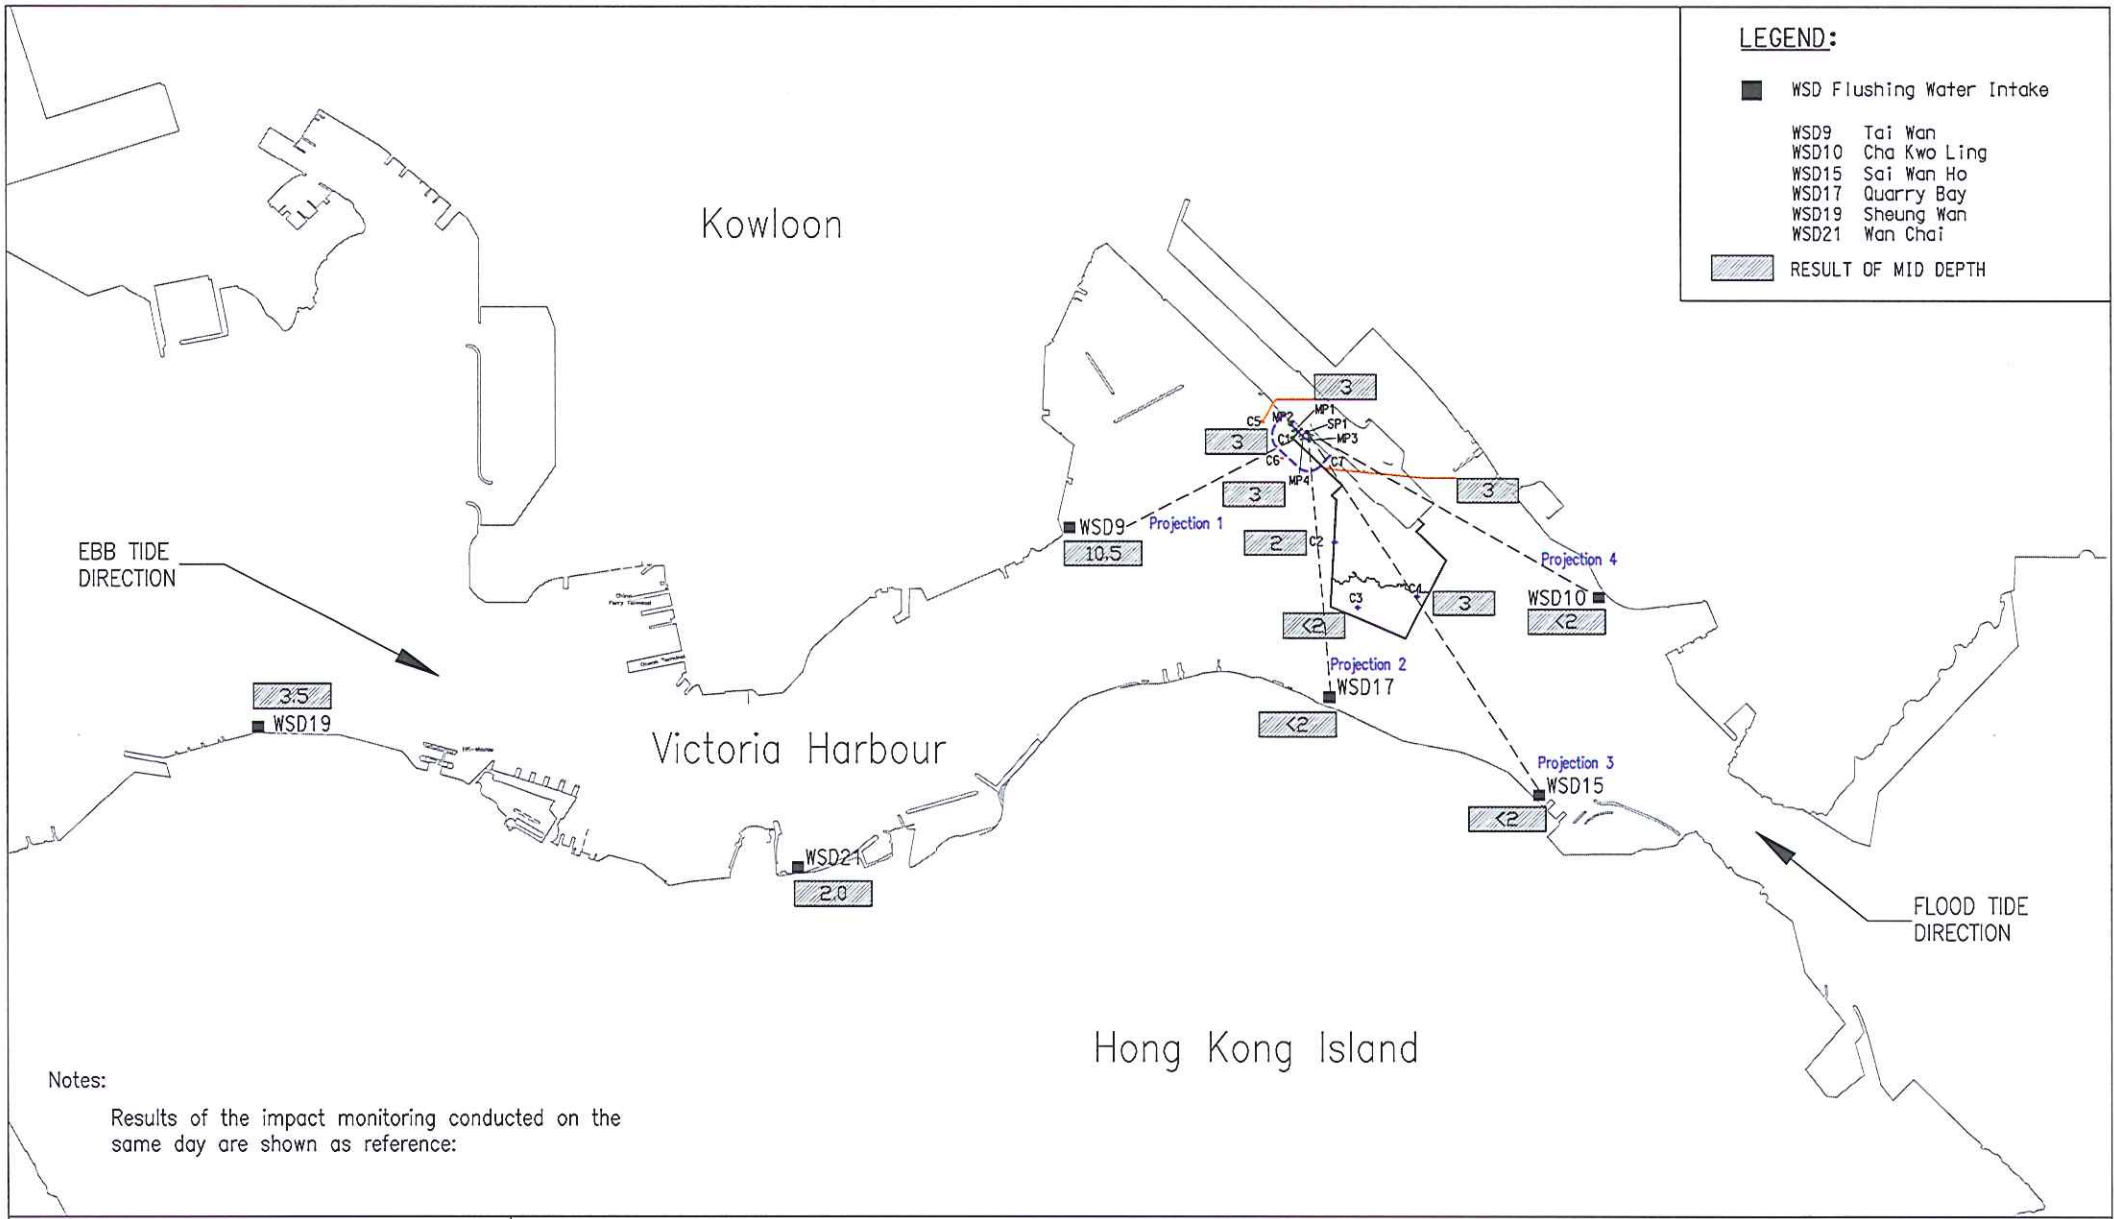 LEGEND:
WSD Flushing Water Intake
WSD9 Tai Wan
WSD10 Cha Kwo Ling
WSD15 Sai Wan Ho
WSD17 Quarry Bay
WSD19 Sheung Wan
WSD21 Wan Chai
RESULT OF MID DEPTH
Kowloon
3
MP1
C5
MP2
SP1
3
C1
MP3
C6
C7
MP4
3
3
WSD9
Projection 1
10.5
2
C2
EBB TIDE
DIRECTION
Projection 4
China
Ferry Terminal
C4
C3
3
WSD10
<2
<2
Ocean Terminal
Projection 2
WSD17
3.5
WSD19
<2
Victoria Harbour
Projection 3
WSD15
<2
WSD21
2.0
FLOOD TIDE
DIRECTION
Hong Kong Island
Notes:
Results of the impact monitoring conducted on the
same day are shown as reference: